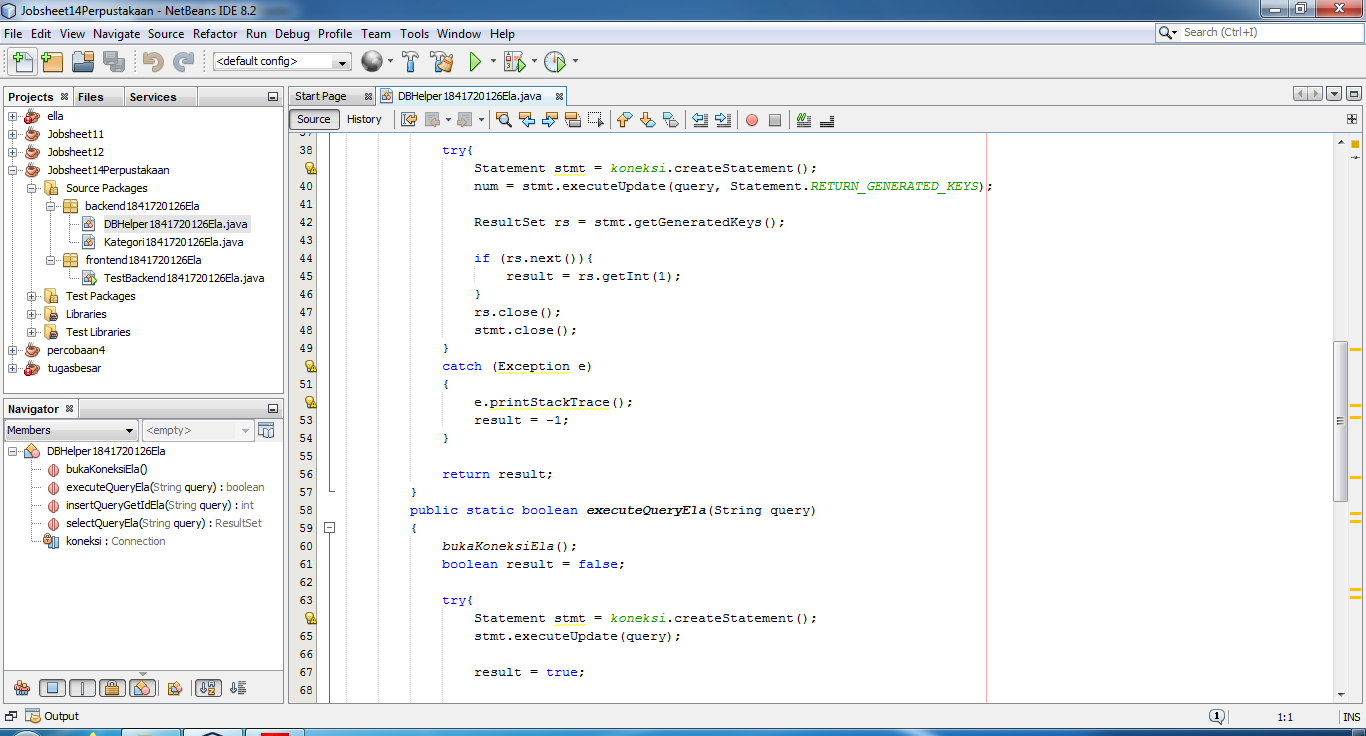 Jobsheet14Perpustakaan - NetBeans IDE 8.2
File Edit View Navigate Source Refactor Run Debug Profile Team Tools Window Help
Search (Ctrl+I)
<default config>
Projects Files Services
ella
Jobsheet11
Jobsheet12
Jobsheet14Perpustakaan
Source Packages
backend1841720126Ela
DBHelper1841720126Ela.java
Kategori1841720126Ela.java
frontend1841720126Ela
TestBackend1841720126Ela.java
Test Packages
Libraries
Test Libraries
percobaan4
tugasbesar
Navigator
Members <empty>
DBHelper1841720126Ela
bukaKoneksiEla()
executeQueryEla(String query) : boolean
insertQueryGetIdEla(String query) : int
selectQueryEla(String query) : ResultSet
koneksi : Connection
Start Page DBHelper1841720126Ela.java
Source History
37
38 try{
Statement stmt = koneksi.createStatement();
40 num = stmt.executeUpdate(query, Statement.RETURN_GENERATED_KEYS);
41
42 ResultSet rs = stmt.getGeneratedKeys();
43
44 if (rs.next()){
45 result = rs.getInt(1);
46 }
47 rs.close();
48 stmt.close();
49 }
catch (Exception e)
51 {
e.printStackTrace();
53 result = -1;
54 }
55
56 return result;
57 }
58 public static boolean executeQueryEla(String query)
59 {
60 bukaKoneksiEla();
61 boolean result = false;
62
63 try{
Statement stmt = koneksi.createStatement();
65 stmt.executeUpdate(query);
66
67 result = true;
68
Output
1
1:1 INS